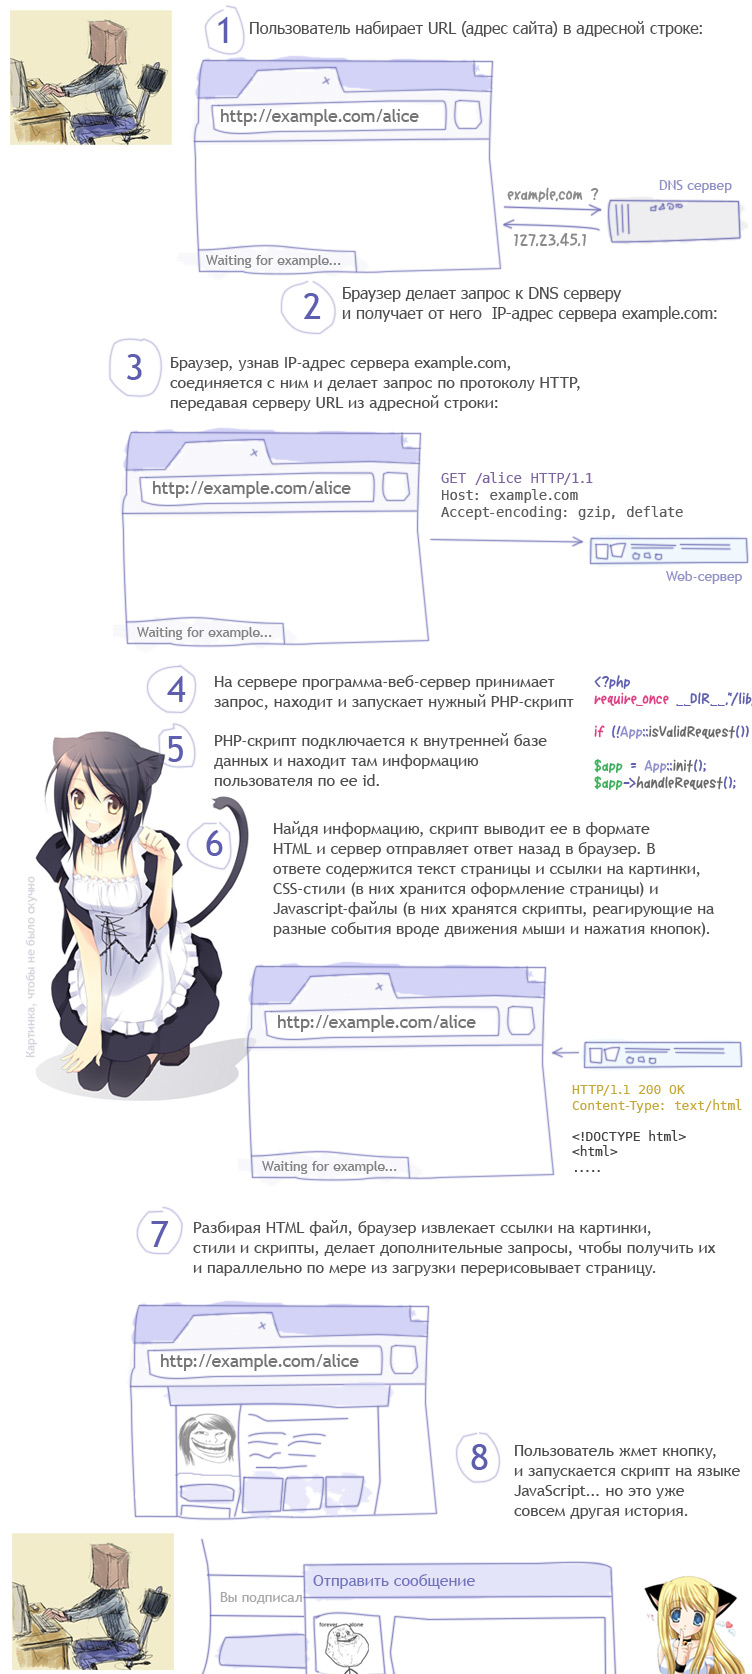 1
Пользователь набирает URL (адрес сайта) в адресной строке:
x
http://example.com/alice
DNS сервер
example.com ?
127.23.45.1
Waiting for example...
2
Браузер делает запрос к DNS серверу
и получает от него IP-адрес сервера example.com:
3
Браузер, узнав IP-адрес сервера example.com,
соединяется с ним и делает запрос по протоколу HTTP,
передавая серверу URL из адресной строки:
x
http://example.com/alice
GET /alice HTTP/1.1
Host: example.com
Accept-encoding: gzip, deflate
Web-сервер
Waiting for example...
4
На сервере программа-веб-сервер принимает
запрос, находит и запускает нужный PHP-скрипт
<?php
require_once __DIR__."/lib,
if (!App::isValidRequest())
$app = App::init();
$app->handleRequest();
5
PHP-скрипт подключается к внутренней базе
данных и находит там информацию
пользователя по ее id.
6
Найдя информацию, скрипт выводит ее в формате
HTML и сервер отправляет ответ назад в браузер. В
ответе содержится текст страницы и ссылки на картинки,
CSS-стили (в них хранится оформление страницы) и
Javascript-файлы (в них хранятся скрипты, реагирующие на
разные события вроде движения мыши и нажатия кнопок).
Картинка, чтобы не было скучно
x
http://example.com/alice
HTTP/1.1 200 OK
Content-Type: text/html
<!DOCTYPE html>
<html>
.....
Waiting for example...
7
Разбирая HTML файл, браузер извлекает ссылки на картинки,
стили и скрипты, делает дополнительные запросы, чтобы получить их
и параллельно по мере из загрузки перерисовывает страницу.
x
http://example.com/alice
8
Пользователь жмет кнопку,
и запускается скрипт на языке
JavaScript... но это уже
совсем другая история.
Отправить сообщение
Вы подписал
forever alone